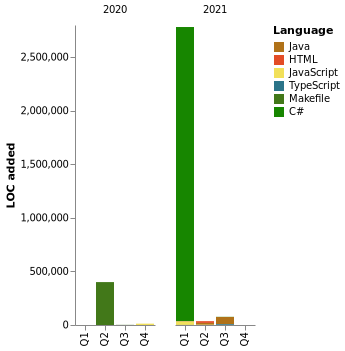 2020 2021
Language
Java
HTML
JavaScript
TypeScript
Makefile
C#
LOC added
2,500,000
2,000,000
1,500,000
1,000,000
500,000
0
Q1 Q2 Q3 Q4 Q1 Q2 Q3 Q4